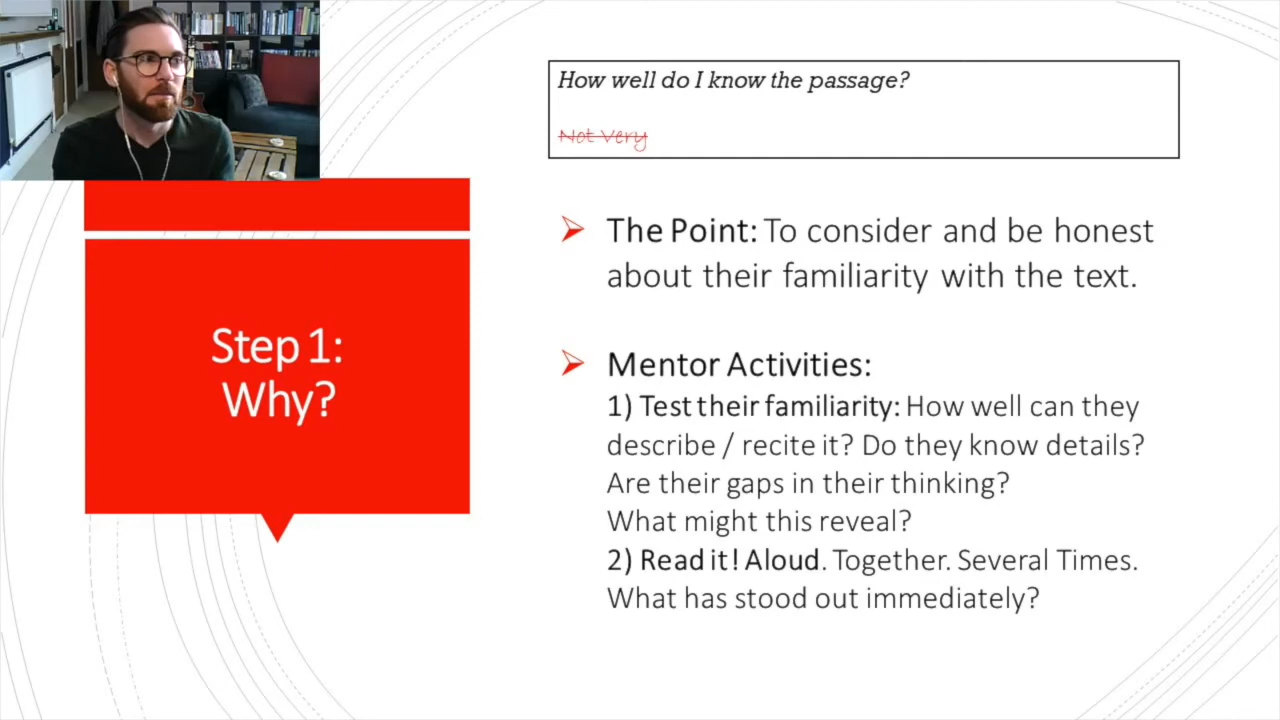 How well do I know the passage?
Not Very
Step 1:
Why?
The Point: To consider and be honest
about their familiarity with the text.
Mentor Activities:
1) Test their familiarity: How well can they
describe / recite it? Do they know details?
Are their gaps in their thinking?
What might this reveal?
2) Read it! Aloud. Together. Several Times.
What has stood out immediately?